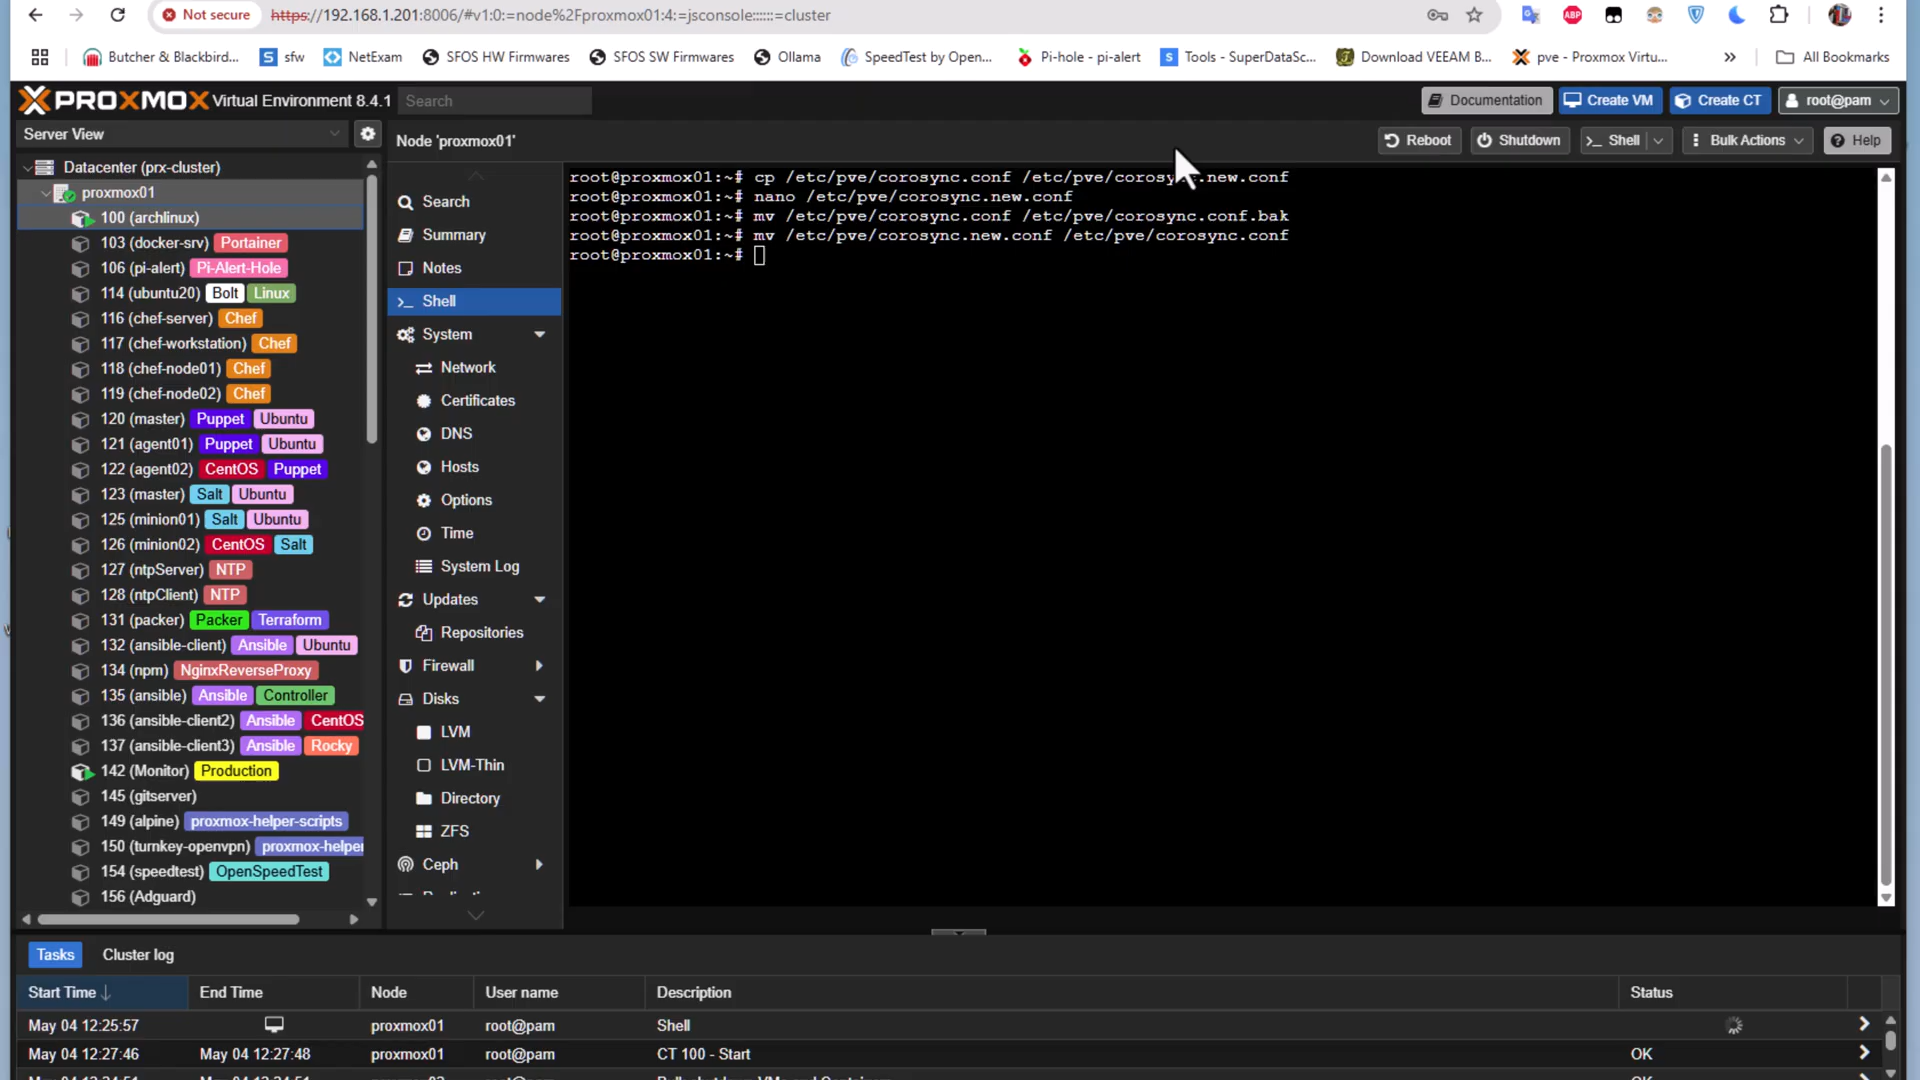 Not secure
https://192.168.1.201:8006/#v1:0:=node%2Fproxmox01:4:=jsconsole::::::=cluster
ABP
Butcher & Blackbird...
sfw
NetExam
SFOS HW Firmwares
SFOS SW Firmwares
Ollama
SpeedTest by Open...
Pi-hole - pi-alert
Tools - SuperDataSc...
Download VEEAM B...
pve - Proxmox Virtu...
»
All Bookmarks
PROXMOX Virtual Environment 8.4.1
Search
Documentation
Create VM
Create CT
root@pam
Server View
Node 'proxmox01'
Reboot
Shutdown
Shell
Bulk Actions
Help
Datacenter (prx-cluster)
proxmox01
100 (archlinux)
103 (docker-srv) Portainer
106 (pi-alert) Pi-Alert-Hole
114 (ubuntu20) Bolt Linux
116 (chef-server) Chef
117 (chef-workstation) Chef
118 (chef-node01) Chef
119 (chef-node02) Chef
120 (master) Puppet Ubuntu
121 (agent01) Puppet Ubuntu
122 (agent02) CentOS Puppet
123 (master) Salt Ubuntu
125 (minion01) Salt Ubuntu
126 (minion02) CentOS Salt
127 (ntpServer) NTP
128 (ntpClient) NTP
131 (packer) Packer Terraform
132 (ansible-client) Ansible Ubuntu
134 (npm) NginxReverseProxy
135 (ansible) Ansible Controller
136 (ansible-client2) Ansible CentOS
137 (ansible-client3) Ansible Rocky
142 (Monitor) Production
145 (gitserver)
149 (alpine) proxmox-helper-scripts
150 (turnkey-openvpn) proxmox-helper
154 (speedtest) OpenSpeedTest
156 (Adguard)
Search
Summary
Notes
Shell
System
Network
Certificates
DNS
Hosts
Options
Time
System Log
Updates
Repositories
Firewall
Disks
LVM
LVM-Thin
Directory
ZFS
Ceph
root@proxmox01:~# cp /etc/pve/corosync.conf /etc/pve/corosync.new.conf
root@proxmox01:~# nano /etc/pve/corosync.new.conf
root@proxmox01:~# mv /etc/pve/corosync.conf /etc/pve/corosync.conf.bak
root@proxmox01:~# mv /etc/pve/corosync.new.conf /etc/pve/corosync.conf
root@proxmox01:~#
Tasks
Cluster log
Start Time
End Time
Node
User name
Description
Status
May 04 12:25:57
proxmox01
root@pam
Shell
May 04 12:27:46
May 04 12:27:48
proxmox01
root@pam
CT 100 - Start
OK